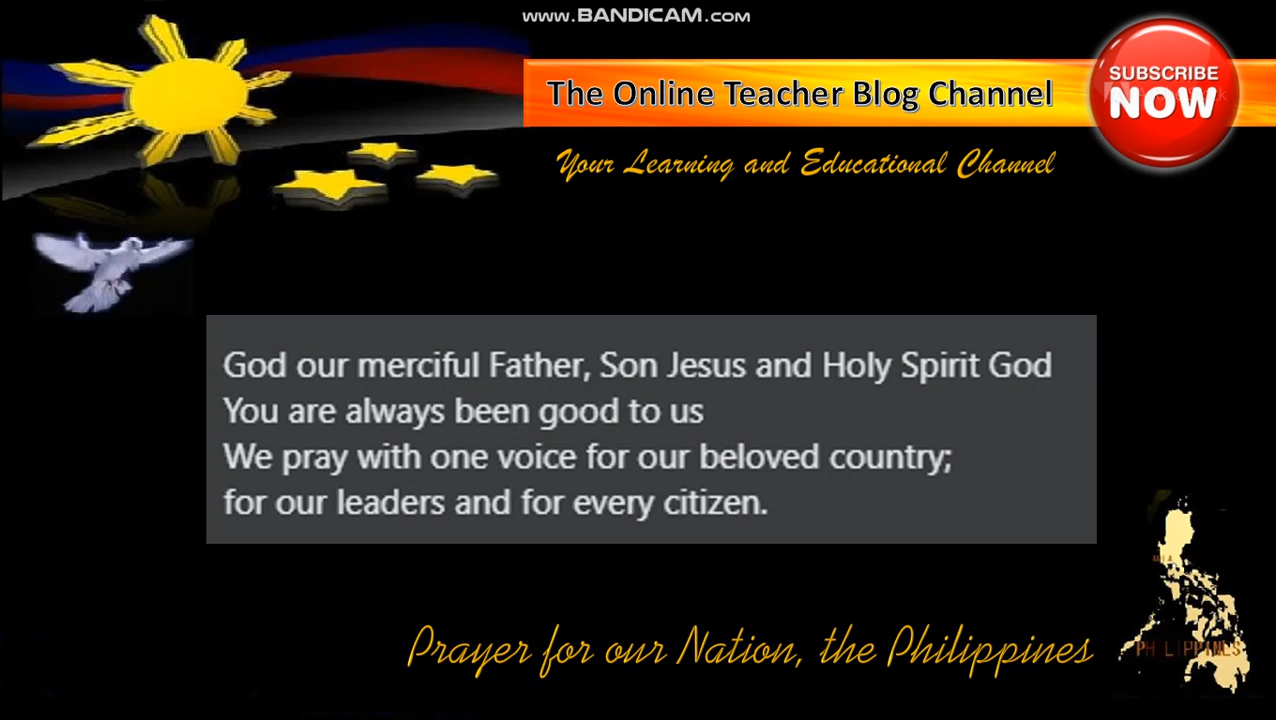 www.BANDICAM.com
The Online Teacher Blog Channel
SUBSCRIBE
NOW
Your Learning and Educational Channel
God our merciful Father, Son Jesus and Holy Spirit God
You are always been good to us
We pray with one voice for our beloved country;
for our leaders and for every citizen.
Prayer for our Nation, the Philippines
PHILIPPINES